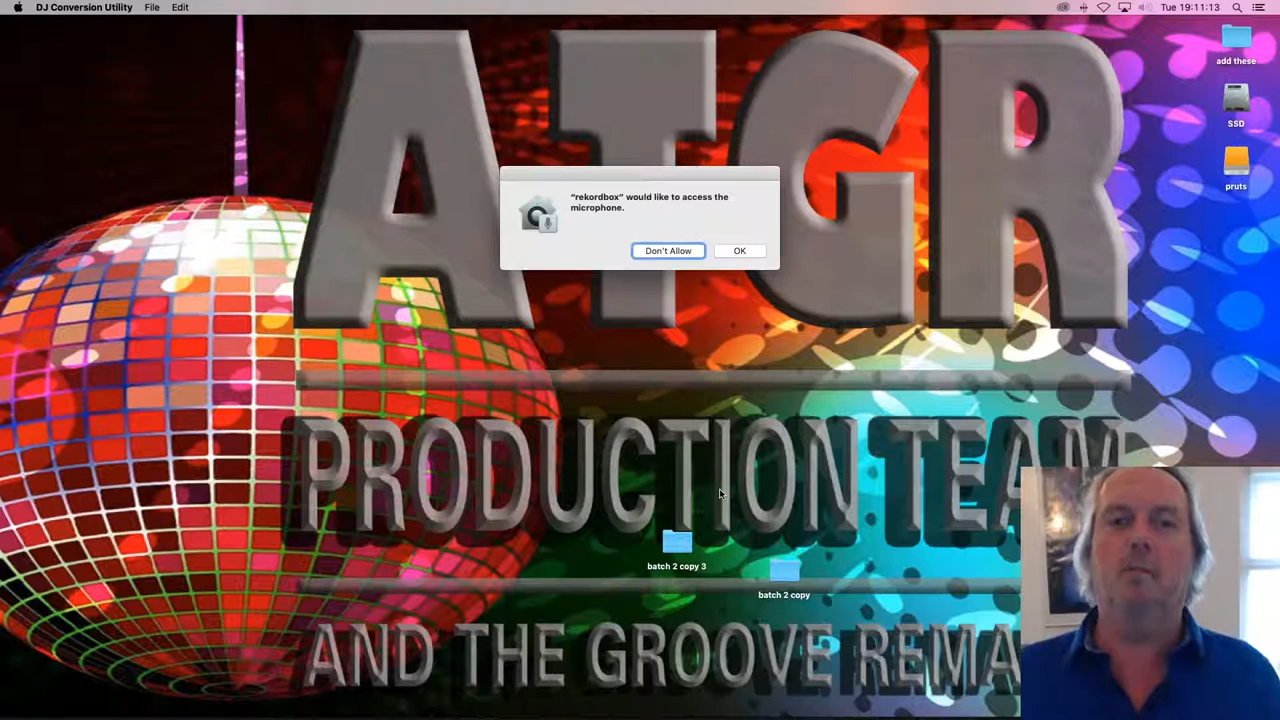 DJ Conversion Utility File Edit Tue 19:11:13
add these
SSD
pruts
ATGR
"rekordbox" would like to access the
microphone.
Don't Allow OK
PRODUCTION TEAM
batch 2 copy 3
batch 2 copy
AND THE GROOVE REMA